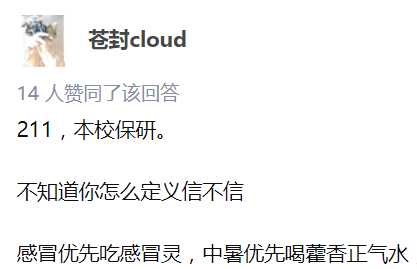 苍封cloud
14 人赞同了该回答
211，本校保研。
不知道你怎么定义信不信
感冒优先吃感冒灵，中暑优先喝藿香正气水